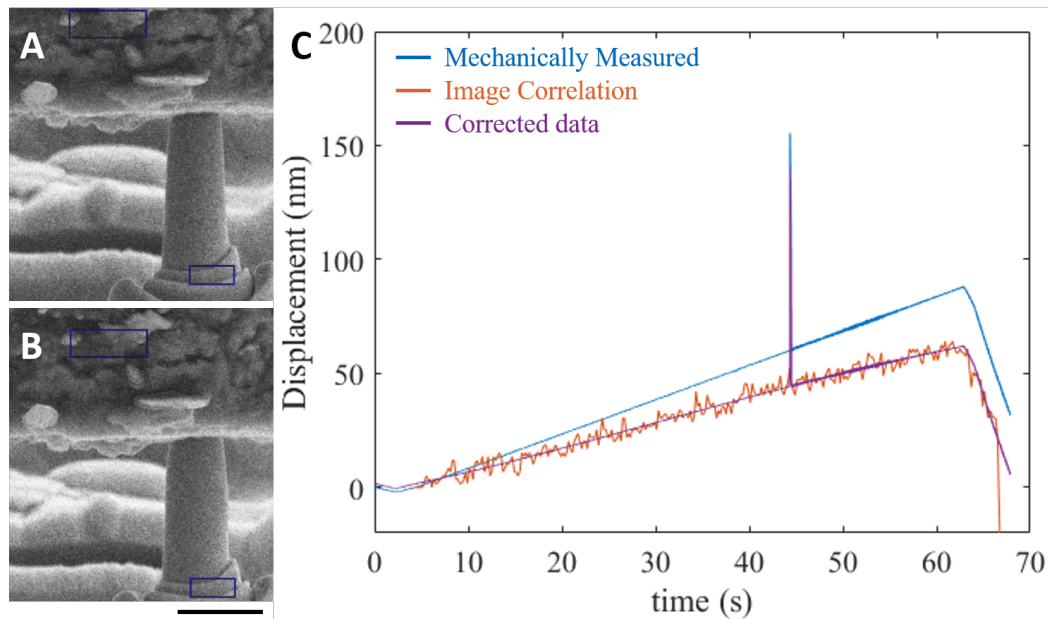 A
B
C
200
150
100
50
0
Displacement (nm)
Mechanically Measured
Image Correlation
Corrected data
0 10 20 30 40 50 60 70
time (s)